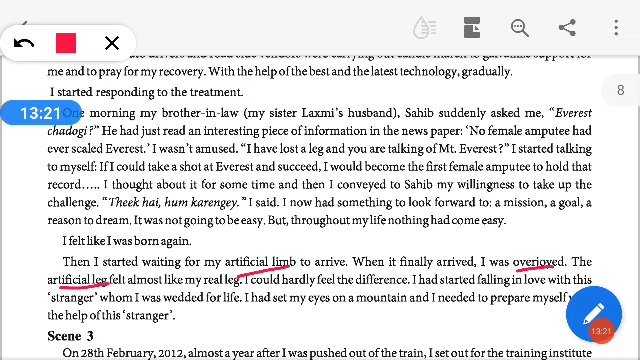 me and to pray for my recovery. With the help of the best and the latest technology, gradually.
I started responding to the treatment.
One morning my brother-in-law (my sister Laxmi's husband), Sahib suddenly asked me, “Everest
chadogi?” He had just read an interesting piece of information in the news paper: ‘No female amputee had
ever scaled Everest.’ I wasn't amused. “I have lost a leg and you are talking of Mt. Everest?” I started talking
to myself: If I could take a shot at Everest and succeed, I would become the first female amputee to hold that
record..... I thought about it for some time and then I conveyed to Sahib my willingness to take up the
challenge. “Theek hai, hum karengey.” I said. I now had something to look forward to: a mission, a goal, a
reason to dream. It was not going to be easy. But, throughout my life nothing had come easy.
I felt like I was born again.
Then I started waiting for my artificial limb to arrive. When it finally arrived, I was overjoyed. The
artificial leg felt almost like my real leg. I could hardly feel the difference. I had started falling in love with this
‘stranger’ whom I was wedded for life. I had set my eyes on a mountain and I needed to prepare myself
the help of this ‘stranger’.
Scene 3
On 28th February, 2012, almost a year after I was pushed out of the train, I set out for the training institute
8
13:21
13:21